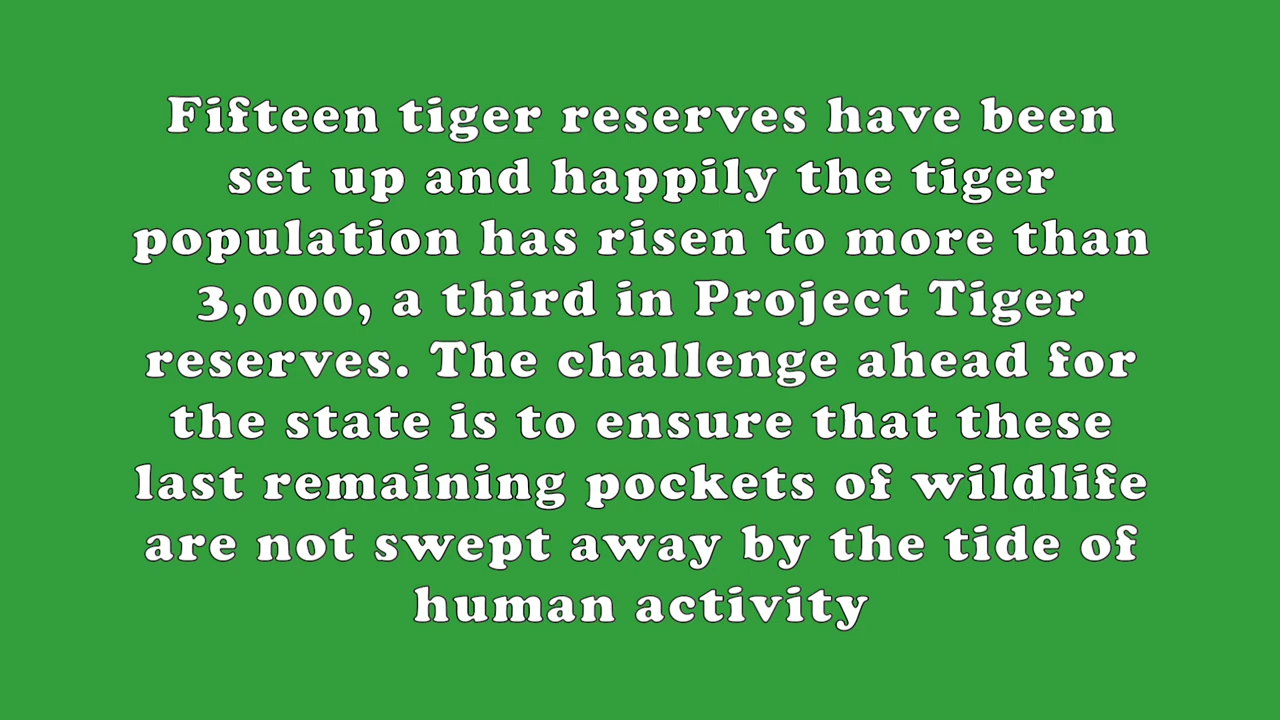 Fifteen tiger reserves have been
set up and happily the tiger
population has risen to more than
3,000, a third in Project Tiger
reserves. The challenge ahead for
the state is to ensure that these
last remaining pockets of wildlife
are not swept away by the tide of
human activity